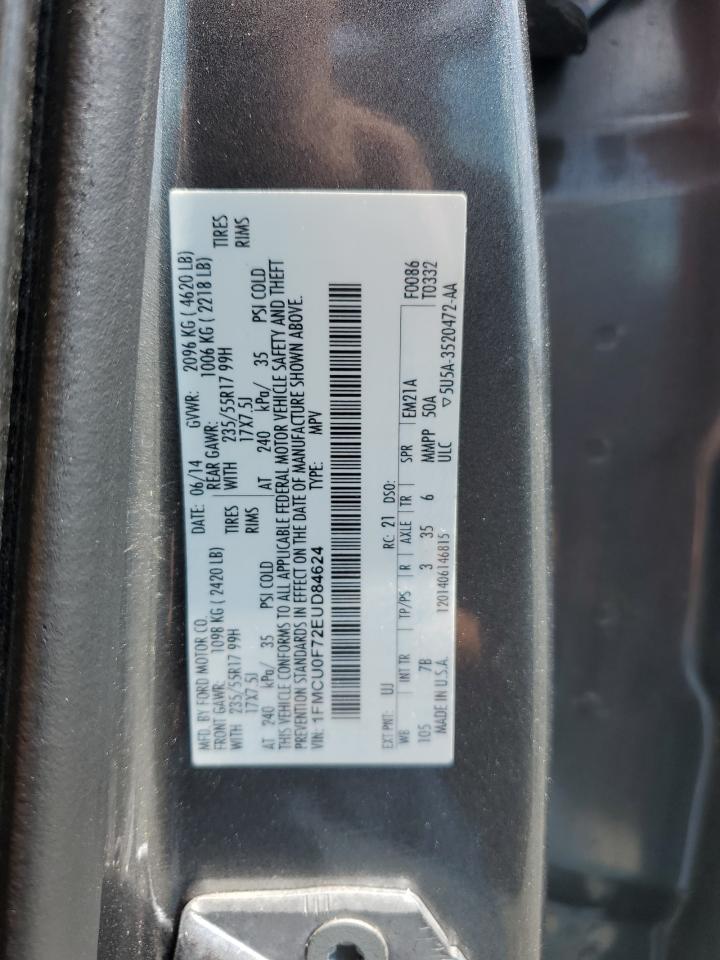 MFD. BY FORD MOTOR CO.
DATE: 06/14 GVWR: 2096 KG ( 4620 LB)
FRONT GAWR: 1098 KG ( 2420 LB) REAR GAWR: 1006 KG ( 2218 LB)
WITH 235/55R17 99H TIRES WITH 235/55R17 99H TIRES
17X7.5J RIMS 17X7.5J RIMS
AT 240 kPa/ 35 PSI COLD AT 240 kPa/ 35 PSI COLD
THIS VEHICLE CONFORMS TO ALL APPLICABLE FEDERAL MOTOR VEHICLE SAFETY AND THEFT
PREVENTION STANDARDS IN EFFECT ON THE DATE OF MANUFACTURE SHOWN ABOVE.
VIN: 1FMCU0F72EUD84624 TYPE: MPV
EXT PNT: UJ RC: 21 DSO: F0086
WB INT TR TP/PS R AXLE TR SPR EM21A T0332
105 7B 3 35 6 MMPP 50A
MADE IN U.S.A. 1201406146815 ULC ▽5U5A-3520472-AA